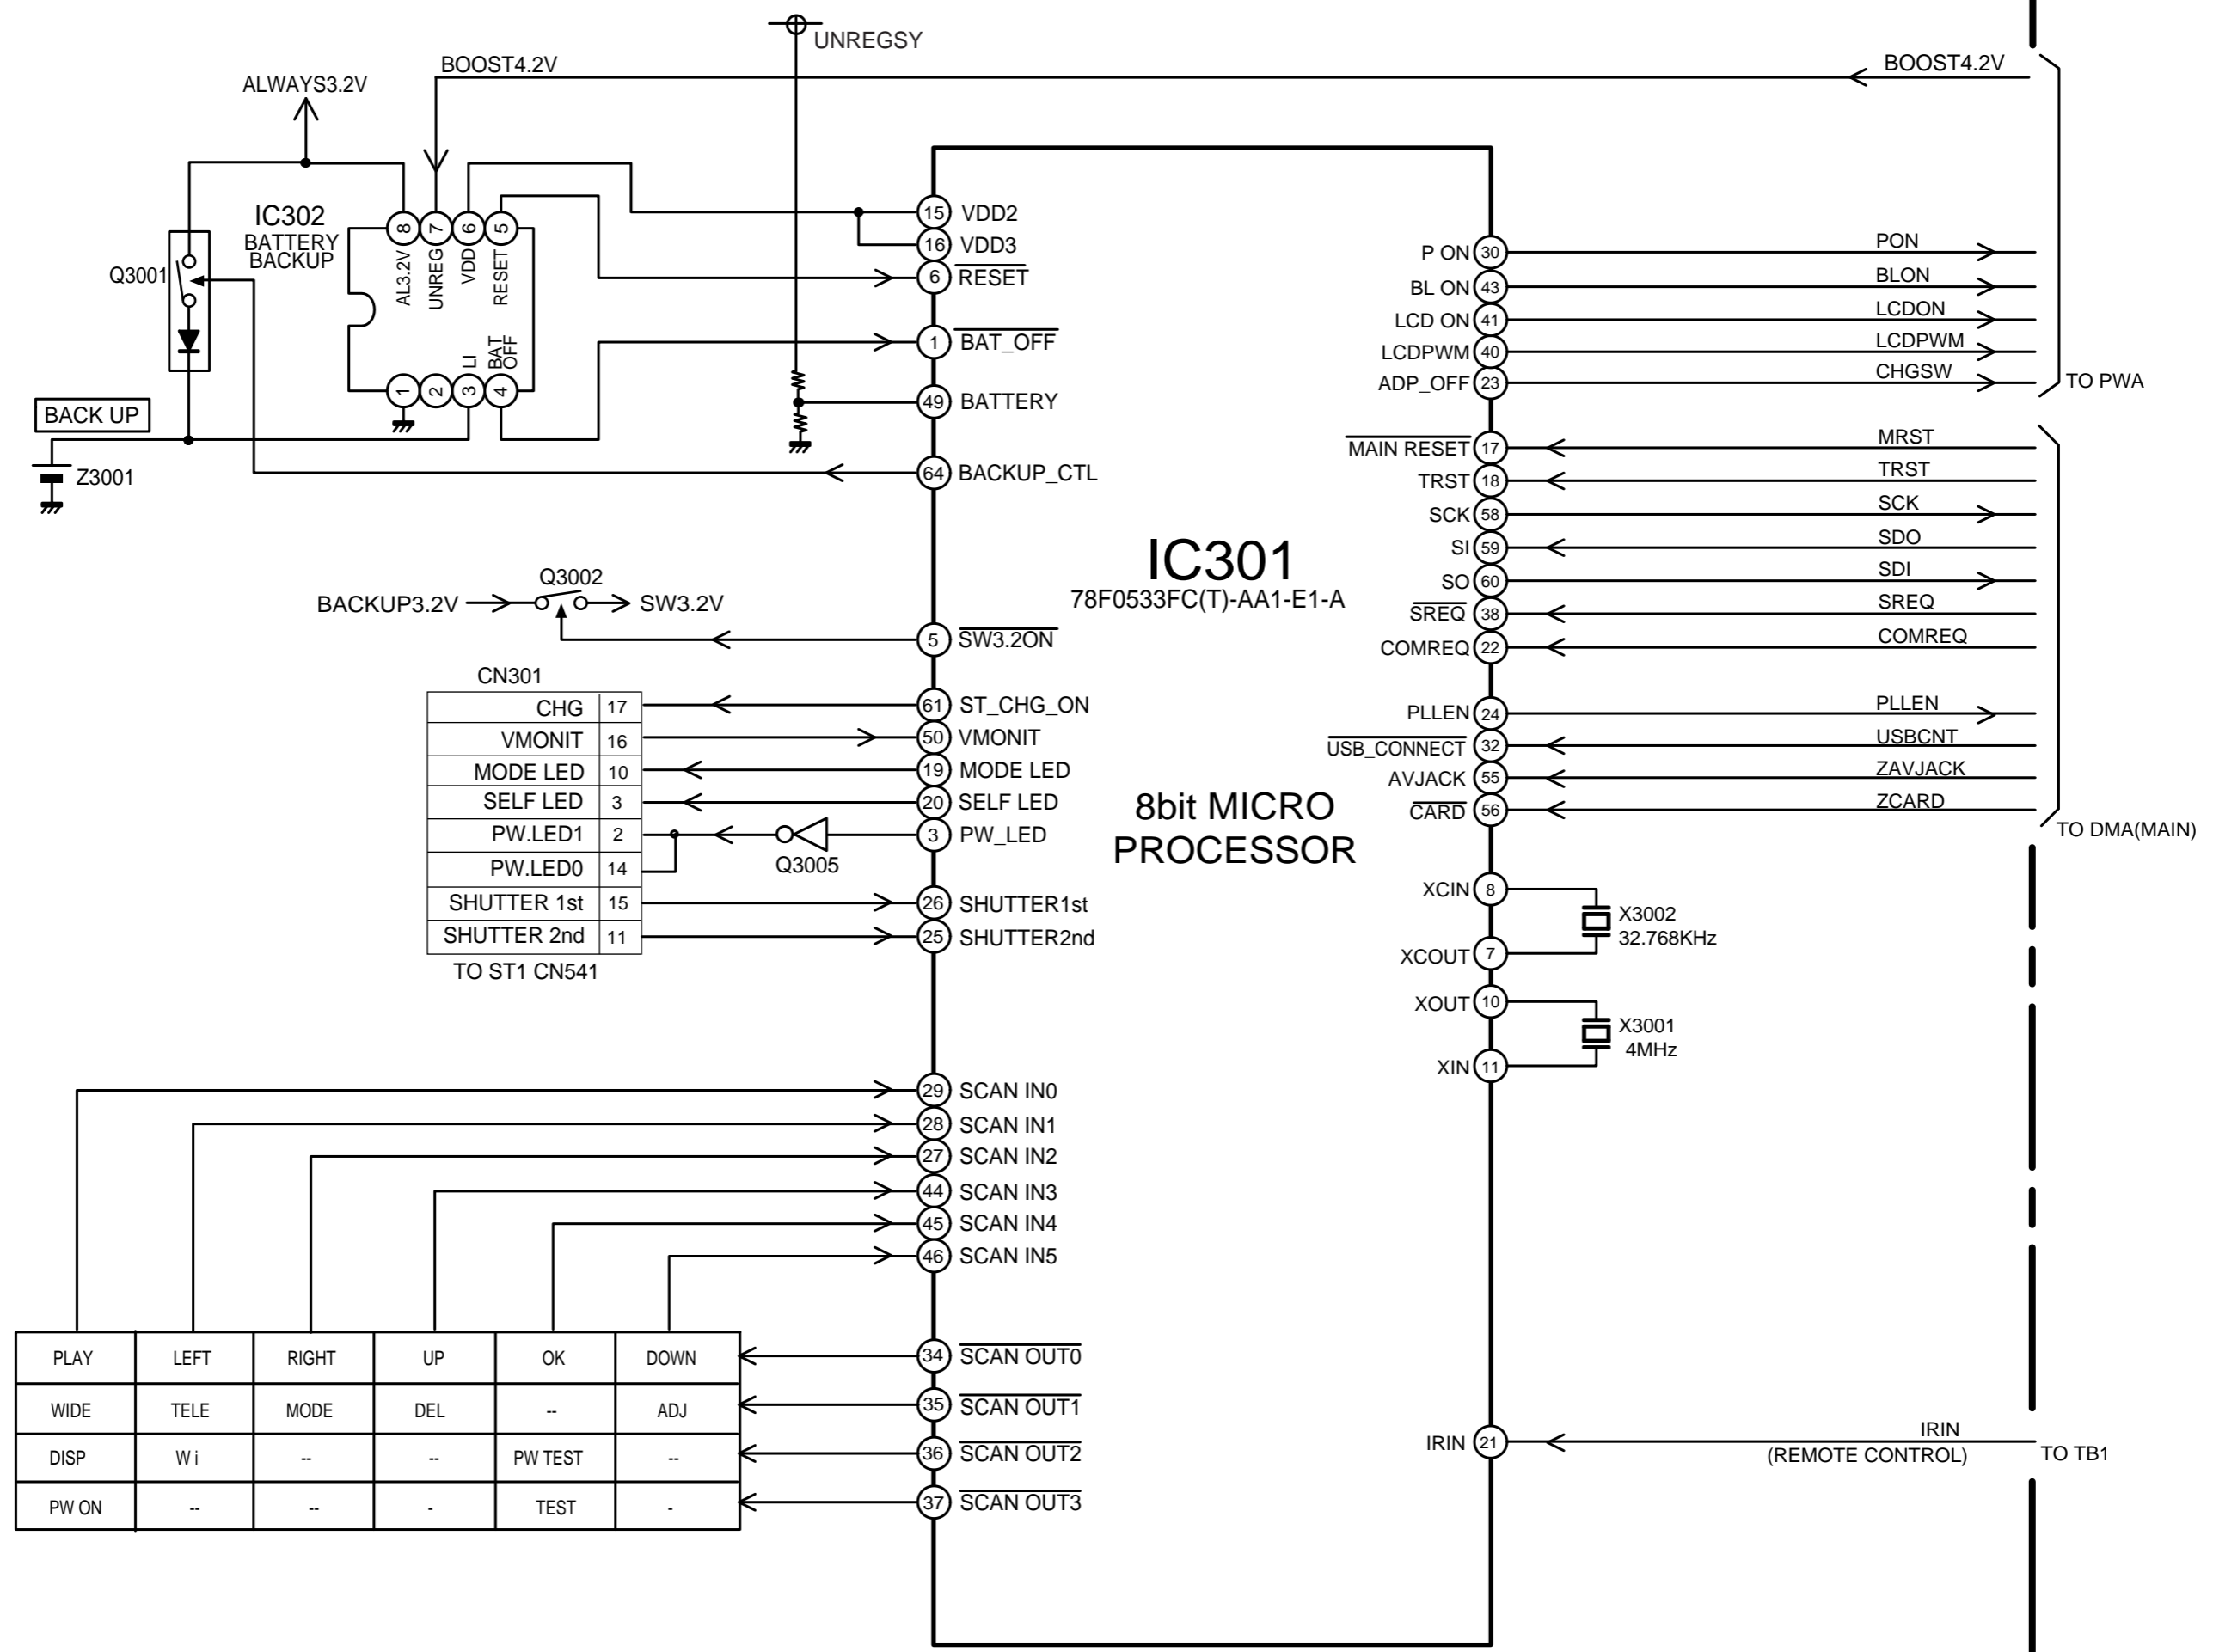 UNREGSY
BOOST4.2V
BOOST4.2V
ALWAYS3.2V
IC302
BATTERY
BACKUP
Q3001
8
7
6
5
AL3.2V
UNREG
VDD
RESET
LI
BAT
OFF
1
2
3
4
BACK UP
Z3001
15 VDD2
16 VDD3
6 RESET
1 BAT_OFF
49 BATTERY
64 BACKUP_CTL
Q3002
BACKUP3.2V
SW3.2V
5 SW3.2ON
CN301
CHG 17
VMONIT 16
MODE LED 10
SELF LED 3
PW.LED1 2
PW.LED0 14
SHUTTER 1st 15
SHUTTER 2nd 11
TO ST1 CN541
Q3005
61 ST_CHG_ON
50 VMONIT
19 MODE LED
20 SELF LED
3 PW_LED
26 SHUTTER1st
25 SHUTTER2nd
29 SCAN IN0
28 SCAN IN1
27 SCAN IN2
44 SCAN IN3
45 SCAN IN4
46 SCAN IN5
34 SCAN OUT0
35 SCAN OUT1
36 SCAN OUT2
37 SCAN OUT3
PLAY LEFT RIGHT UP OK DOWN
WIDE TELE MODE DEL -- ADJ
DISP W i -- -- PW TEST --
PW ON -- -- - TEST -
IC301
78F0533FC(T)-AA1-E1-A
8bit MICRO
PROCESSOR
P ON 30 PON
BL ON 43 BLON
LCD ON 41 LCDON
LCDPWM 40 LCDPWM
ADP_OFF 23 CHGSW
TO PWA
MAIN RESET 17 MRST
TRST 18 TRST
SCK 58 SCK
SI 59 SDO
SO 60 SDI
SREQ 38 SREQ
COMREQ 22 COMREQ
PLLEN 24 PLLEN
USB_CONNECT 32 USBCNT
AVJACK 55 ZAVJACK
CARD 56 ZCARD
TO DMA(MAIN)
XCIN 8
X3002
32.768KHz
XCOUT 7
XOUT 10
X3001
4MHz
XIN 11
IRIN 21 IRIN
(REMOTE CONTROL)
TO TB1